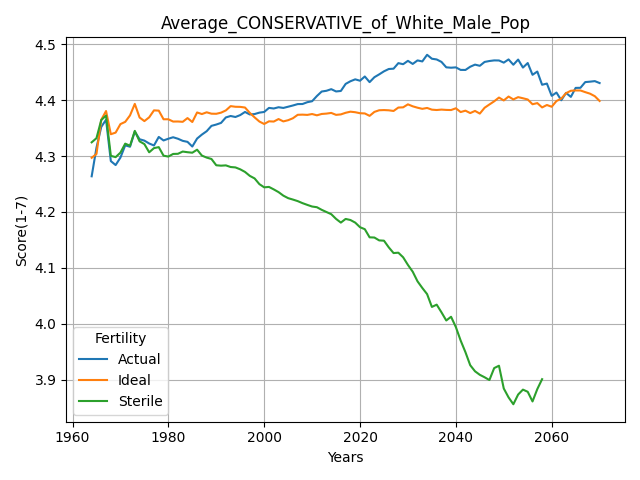 Average_CONSERVATIVE_of_White_Male_Pop
4.5
4.4
4.3
4.2
4.1
4.0
3.9
Score(1-7)
Fertility
Actual
Ideal
Sterile
1960 1980 2000 2020 2040 2060
Years